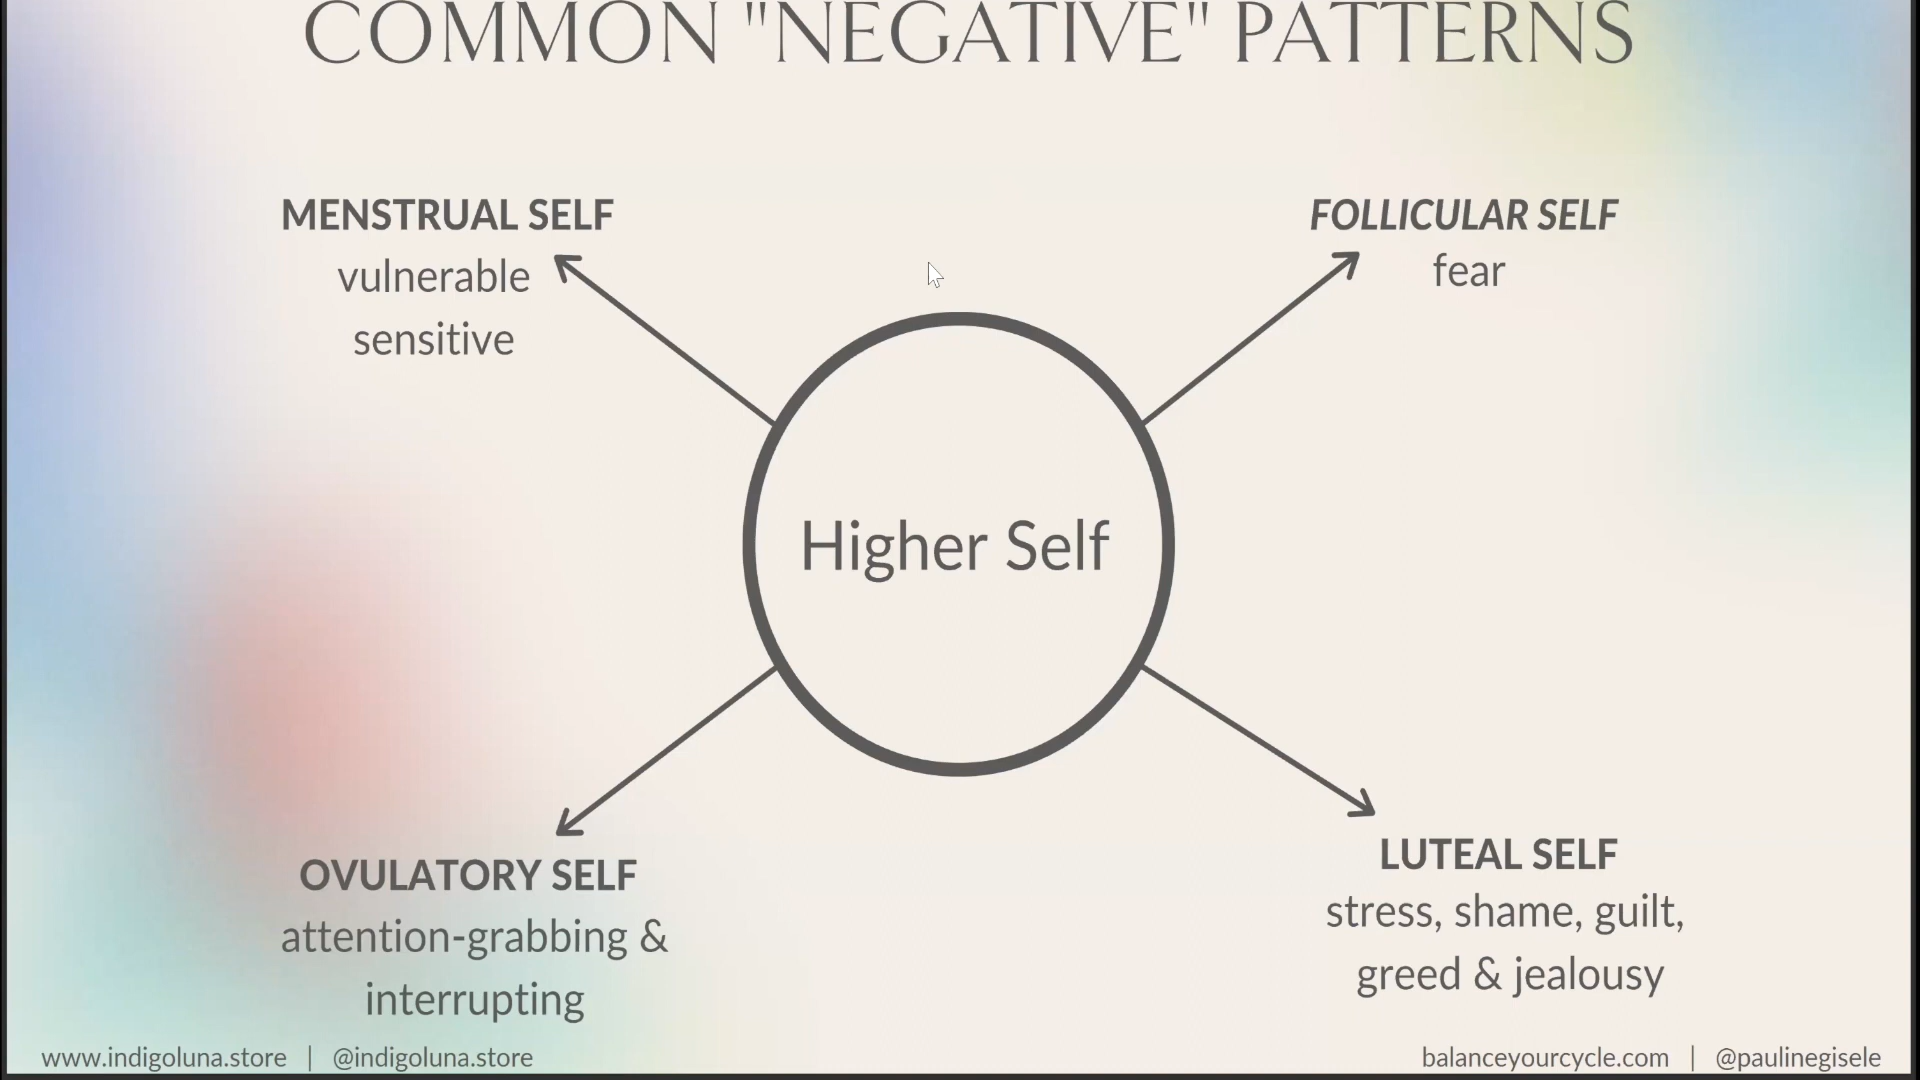 COMMON "NEGATIVE" PATTERNS
MENSTRUAL SELF
vulnerable
sensitive
FOLLICULAR SELF
fear
Higher Self
OVULATORY SELF
attention-grabbing &
interrupting
LUTEAL SELF
stress, shame, guilt,
greed & jealousy
www.indigoluna.store | @indigoluna.store
balanceyourcycle.com | @paulinegisele